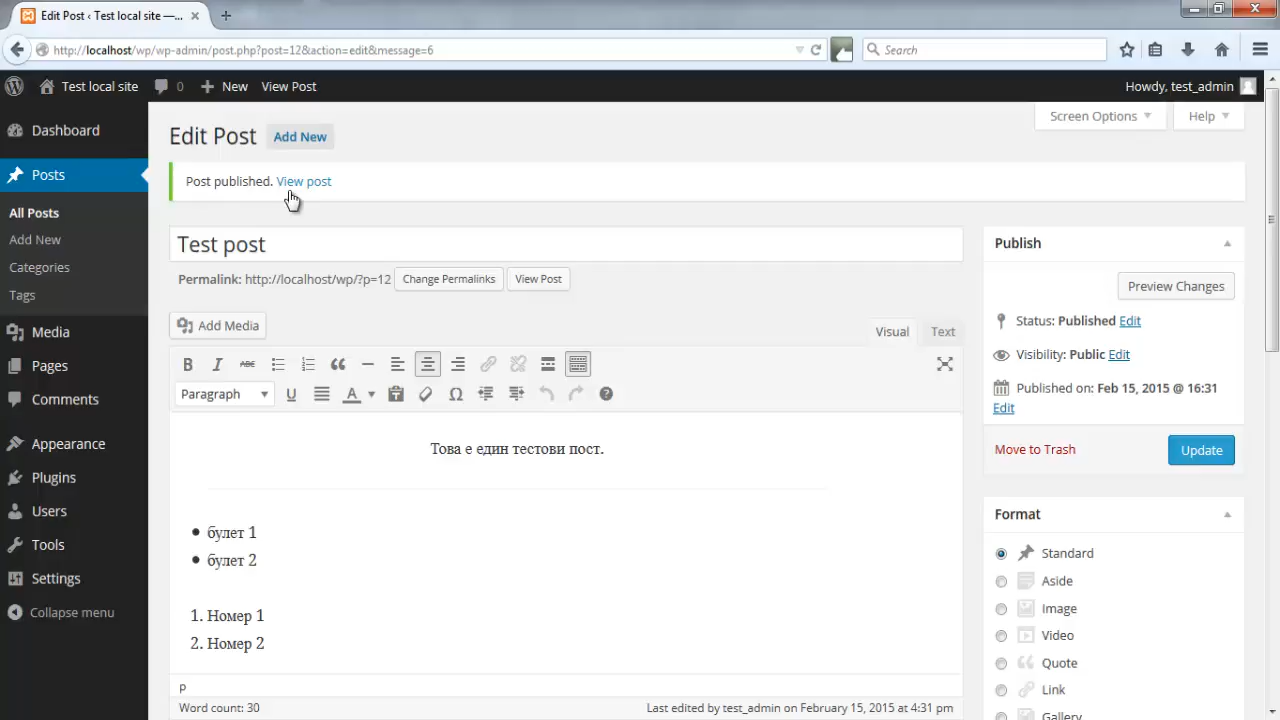 Edit Post ‹ Test local site —...
http://localhost/wp/wp-admin/post.php?post=12&action=edit&message=6
Search
Test local site 0 New View Post Howdy, test_admin
Screen Options Help
Edit Post Add New
Post published. View post
Test post
Permalink: http://localhost/wp/?p=12 Change Permalinks View Post
Add Media Visual Text
B I ABC
Paragraph U A Ω
Това е един тестови пост.
булет 1
булет 2
1. Номер 1
2. Номер 2
p
Word count: 30 Last edited by test_admin on February 15, 2015 at 4:31 pm
Dashboard
Posts
All Posts
Add New
Categories
Tags
Media
Pages
Comments
Appearance
Plugins
Users
Tools
Settings
Collapse menu
Publish
Preview Changes
Status: Published Edit
Visibility: Public Edit
Published on: Feb 15, 2015 @ 16:31
Edit
Move to Trash Update
Format
Standard
Aside
Image
Video
Quote
Link
Gallery